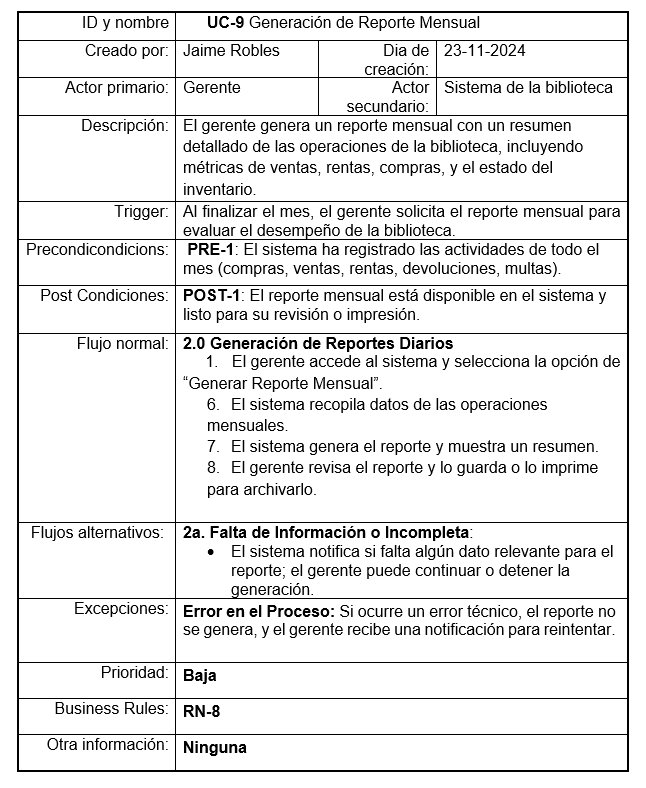 ID y nombre UC-9 Generación de Reporte Mensual
Creado por: Jaime Robles Dia de creación: 23-11-2024
Actor primario: Gerente Actor secundario: Sistema de la biblioteca
Descripción: El gerente genera un reporte mensual con un resumen
detallado de las operaciones de la biblioteca, incluyendo
métricas de ventas, rentas, compras, y el estado del
inventario.
Trigger: Al finalizar el mes, el gerente solicita el reporte mensual para
evaluar el desempeño de la biblioteca.
Precondicondicions: PRE-1: El sistema ha registrado las actividades de todo el
mes (compras, ventas, rentas, devoluciones, multas).
Post Condiciones: POST-1: El reporte mensual está disponible en el sistema y
listo para su revisión o impresión.
Flujo normal: 2.0 Generación de Reportes Diarios
1. El gerente accede al sistema y selecciona la opción de
“Generar Reporte Mensual”.
6. El sistema recopila datos de las operaciones
mensuales.
7. El sistema genera el reporte y muestra un resumen.
8. El gerente revisa el reporte y lo guarda o lo imprime
para archivarlo.
Flujos alternativos: 2a. Falta de Información o Incompleta:
• El sistema notifica si falta algún dato relevante para el
reporte; el gerente puede continuar o detener la
generación.
Excepciones: Error en el Proceso: Si ocurre un error técnico, el reporte no
se genera, y el gerente recibe una notificación para reintentar.
Prioridad: Baja
Business Rules: RN-8
Otra información: Ninguna